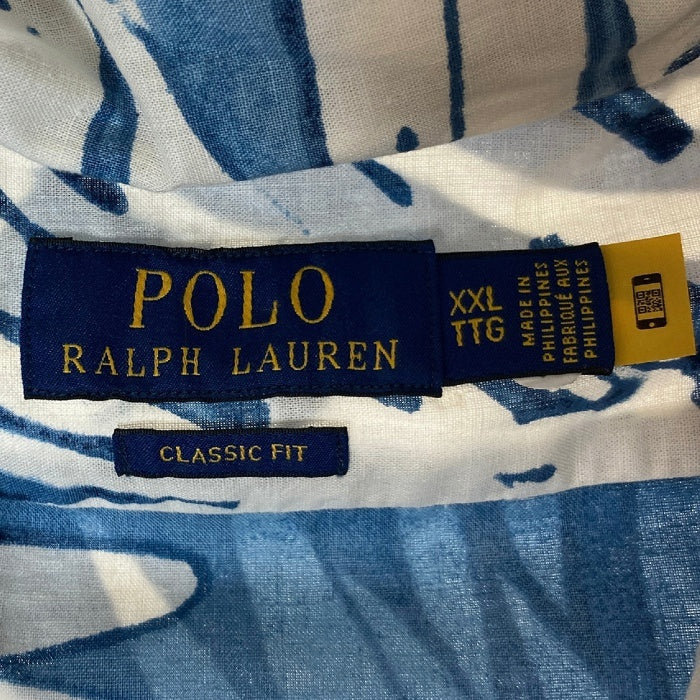 POLO
RALPH LAUREN
XXL
TTG
MADE IN
PHILIPPINES
FABRIQUÉ AUX
PHILIPPINES
CLASSIC FIT